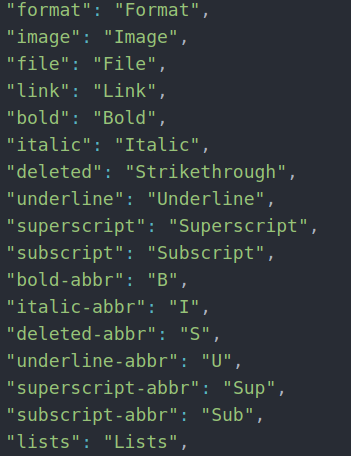 "format": "Format",
"image": "Image",
"file": "File",
"link": "Link",
"bold": "Bold",
"italic": "Italic",
"deleted": "Strikethrough",
"underline": "Underline",
"superscript": "Superscript",
"subscript": "Subscript",
"bold-abbr": "B",
"italic-abbr": "I",
"deleted-abbr": "S",
"underline-abbr": "U",
"superscript-abbr": "Sup",
"subscript-abbr": "Sub",
"lists": "Lists",